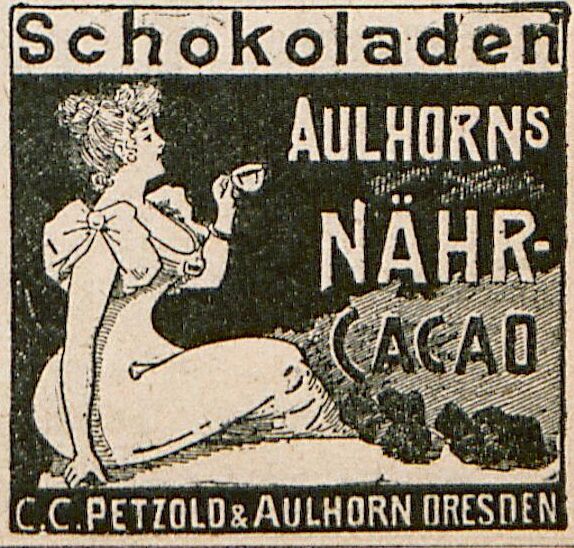 Schokoladen
AULHORNS
NÄHR-
CACAO
C.C. PETZOLD & AULHORN DRESDEN